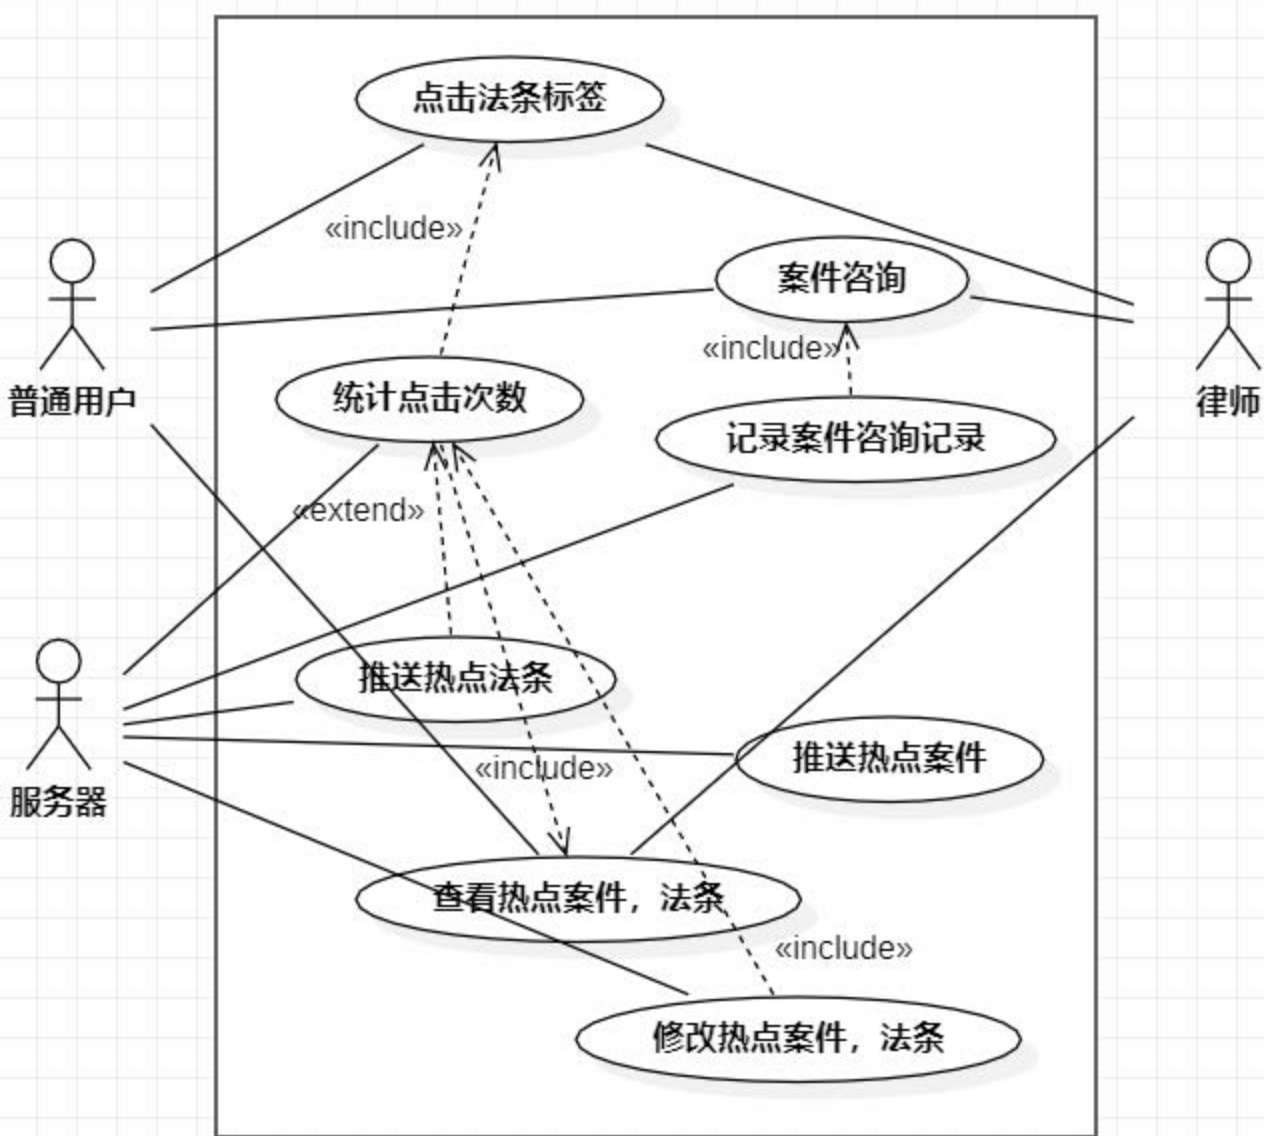 点击法条标签
«include»
案件咨询
«include»
普通用户
律师
统计点击次数
记录案件咨询记录
«extend»
推送热点法条
推送热点案件
«include»
服务器
查看热点案件，法条
«include»
修改热点案件，法条